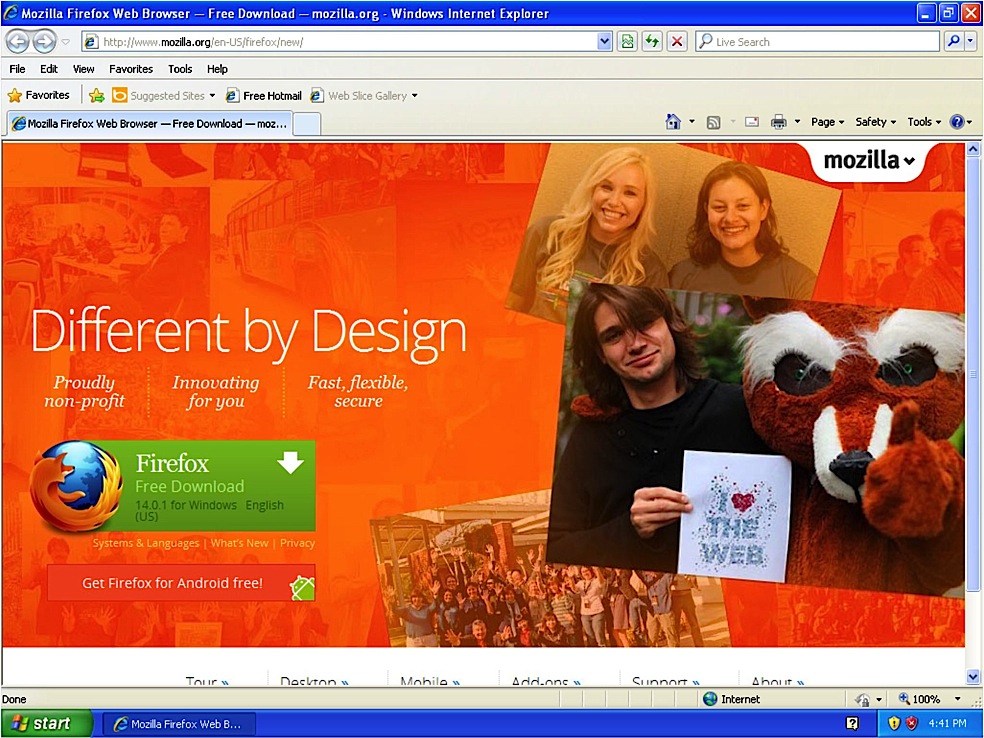 Mozilla Firefox Web Browser — Free Download — mozilla.org - Windows Internet Explorer
http://www.mozilla.org/en-US/firefox/new/
Live Search
File Edit View Favorites Tools Help
Favorites Suggested Sites Free Hotmail Web Slice Gallery
Mozilla Firefox Web Browser — Free Download — moz...
Page Safety Tools
mozilla
Different by Design
Proudly
non-profit
Innovating
for you
Fast, flexible,
secure
Firefox
Free Download
14.0.1 for Windows English
(US)
Systems & Languages | What's New | Privacy
Get Firefox for Android free!
I
THE
WEB
Tour » Desktop » Mobile » Add-ons » Support » About »
Done Internet 100%
start Mozilla Firefox Web B... 4:41 PM